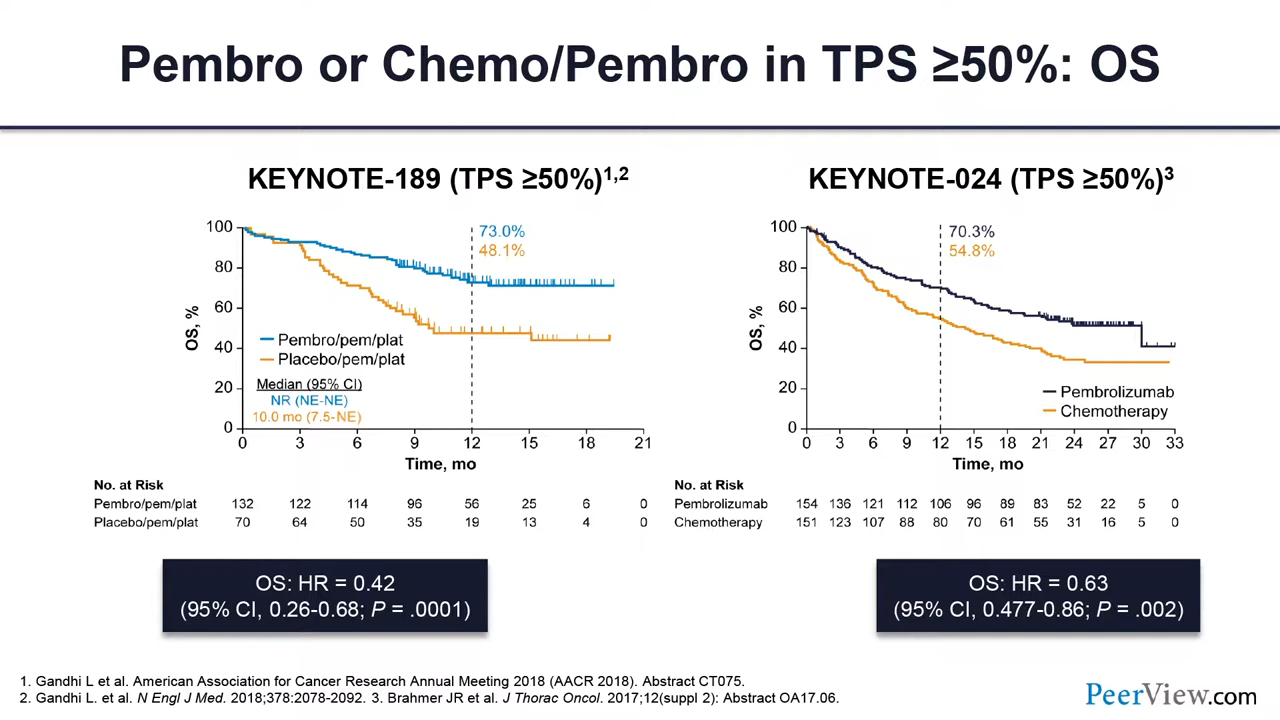 Pembro or Chemo/Pembro in TPS ≥50%: OS
KEYNOTE-189 (TPS ≥50%)1,2
100
80
60
40
20
0
OS, %
73.0%
48.1%
Pembro/pem/plat
Placebo/pem/plat
Median (95% CI)
NR (NE-NE)
10.0 mo (7.5-NE)
0 3 6 9 12 15 18 21
Time, mo
No. at Risk
Pembro/pem/plat 132 122 114 96 56 25 6 0
Placebo/pem/plat 70 64 50 35 19 13 4 0
OS: HR = 0.42
(95% CI, 0.26-0.68; P = .0001)
KEYNOTE-024 (TPS ≥50%)3
100
80
60
40
20
0
OS, %
70.3%
54.8%
Pembrolizumab
Chemotherapy
0 3 6 9 12 15 18 21 24 27 30 33
Time, mo
No. at Risk
Pembrolizumab 154 136 121 112 106 96 89 83 52 22 5 0
Chemotherapy 151 123 107 88 80 70 61 55 31 16 5 0
OS: HR = 0.63
(95% CI, 0.477-0.86; P = .002)
1. Gandhi L et al. American Association for Cancer Research Annual Meeting 2018 (AACR 2018). Abstract CT075.
2. Gandhi L. et al. N Engl J Med. 2018;378:2078-2092. 3. Brahmer JR et al. J Thorac Oncol. 2017;12(suppl 2): Abstract OA17.06.
PeerView.com